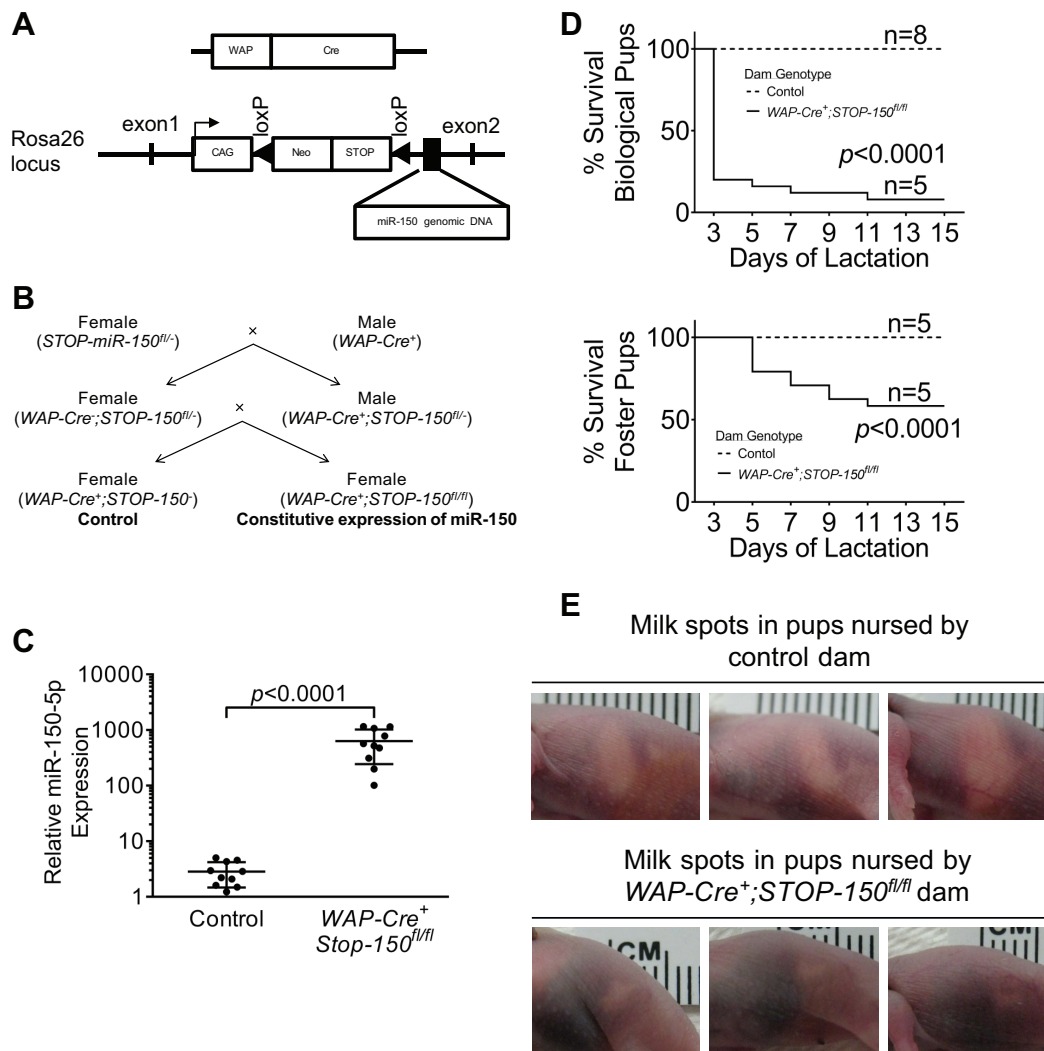 A
WAP
Cre
Rosa26
locus
exon1
CAG
loxP
Neo
STOP
loxP
exon2
miR-150 genomic DNA
B
Female
(STOP-miR-150fl/-)
×
Male
(WAP-Cre+)
Female
(WAP-Cre-;STOP-150fl/-)
×
Male
(WAP-Cre+;STOP-150fl/-)
Female
(WAP-Cre+;STOP-150-)
Control
Female
(WAP-Cre+;STOP-150fl/fl)
Constitutive expression of miR-150
C
Relative miR-150-5p
Expression
10000
1000
100
10
1
p<0.0001
Control
WAP-Cre+
Stop-150fl/fl
D
% Survival
Biological Pups
100
50
0
n=8
Dam Genotype
Contol
WAP-Cre+;STOP-150fl/fl
p<0.0001
n=5
3 5 7 9 11 13 15
Days of Lactation
% Survival
Foster Pups
100
50
0
n=5
n=5
p<0.0001
Dam Genotype
Contol
WAP-Cre+;STOP-150fl/fl
3 5 7 9 11 13 15
Days of Lactation
E
Milk spots in pups nursed by
control dam
Milk spots in pups nursed by
WAP-Cre+;STOP-150fl/fl dam
CM
CM